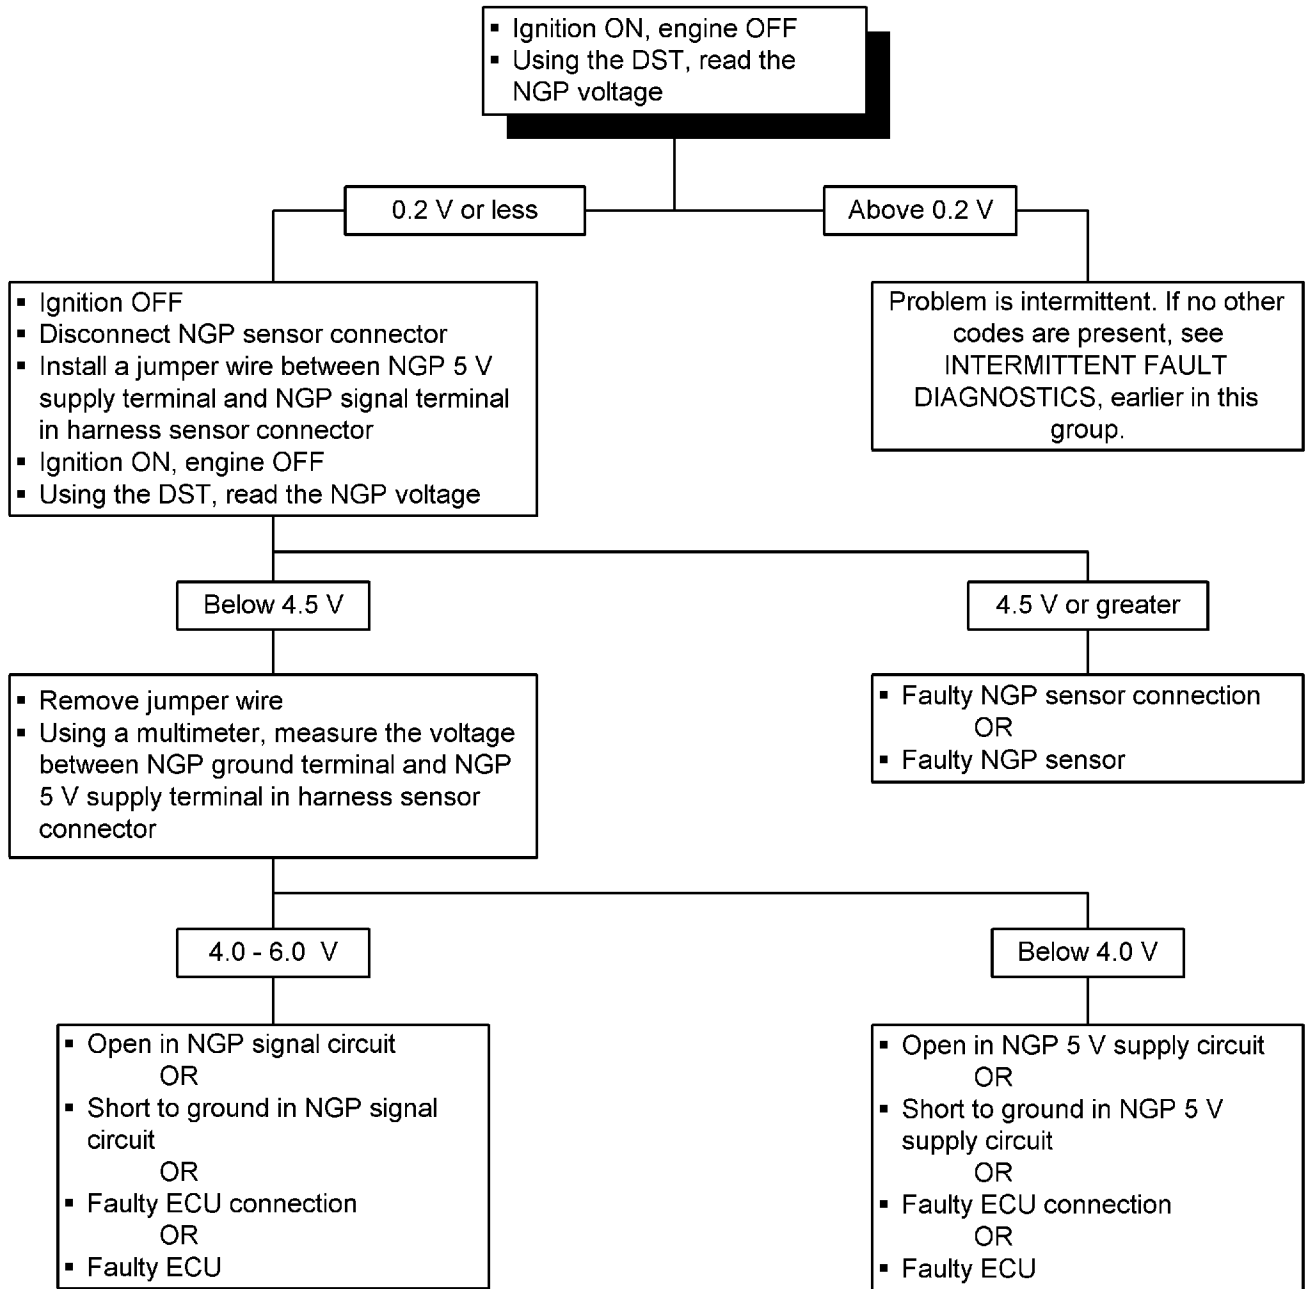 ▪ Ignition ON, engine OFF
▪ Using the DST, read the
NGP voltage
0.2 V or less
Above 0.2 V
▪ Ignition OFF
▪ Disconnect NGP sensor connector
▪ Install a jumper wire between NGP 5 V
supply terminal and NGP signal terminal
in harness sensor connector
▪ Ignition ON, engine OFF
▪ Using the DST, read the NGP voltage
Problem is intermittent. If no other
codes are present, see
INTERMITTENT FAULT
DIAGNOSTICS, earlier in this
group.
Below 4.5 V
4.5 V or greater
▪ Remove jumper wire
▪ Using a multimeter, measure the voltage
between NGP ground terminal and NGP
5 V supply terminal in harness sensor
connector
▪ Faulty NGP sensor connection
OR
▪ Faulty NGP sensor
4.0 - 6.0 V
Below 4.0 V
▪ Open in NGP signal circuit
OR
▪ Short to ground in NGP signal
circuit
OR
▪ Faulty ECU connection
OR
▪ Faulty ECU
▪ Open in NGP 5 V supply circuit
OR
▪ Short to ground in NGP 5 V
supply circuit
OR
▪ Faulty ECU connection
OR
▪ Faulty ECU